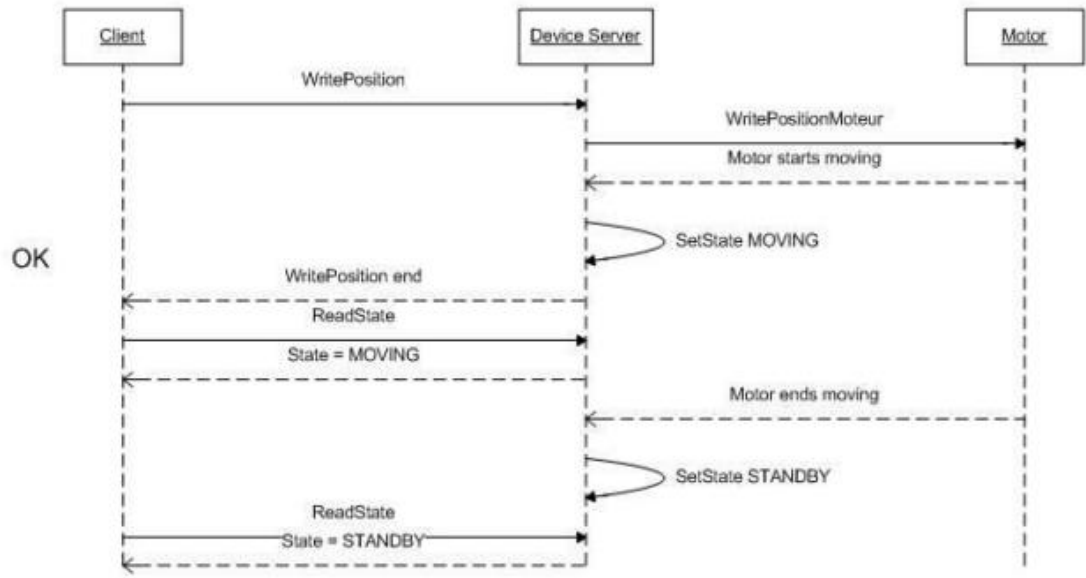 Client
Device Server
Motor
WritePosition
WritePositionMoteur
Motor starts moving
SetState MOVING
OK
WritePosition end
ReadState
State = MOVING
Motor ends moving
SetState STANDBY
ReadState
State = STANDBY